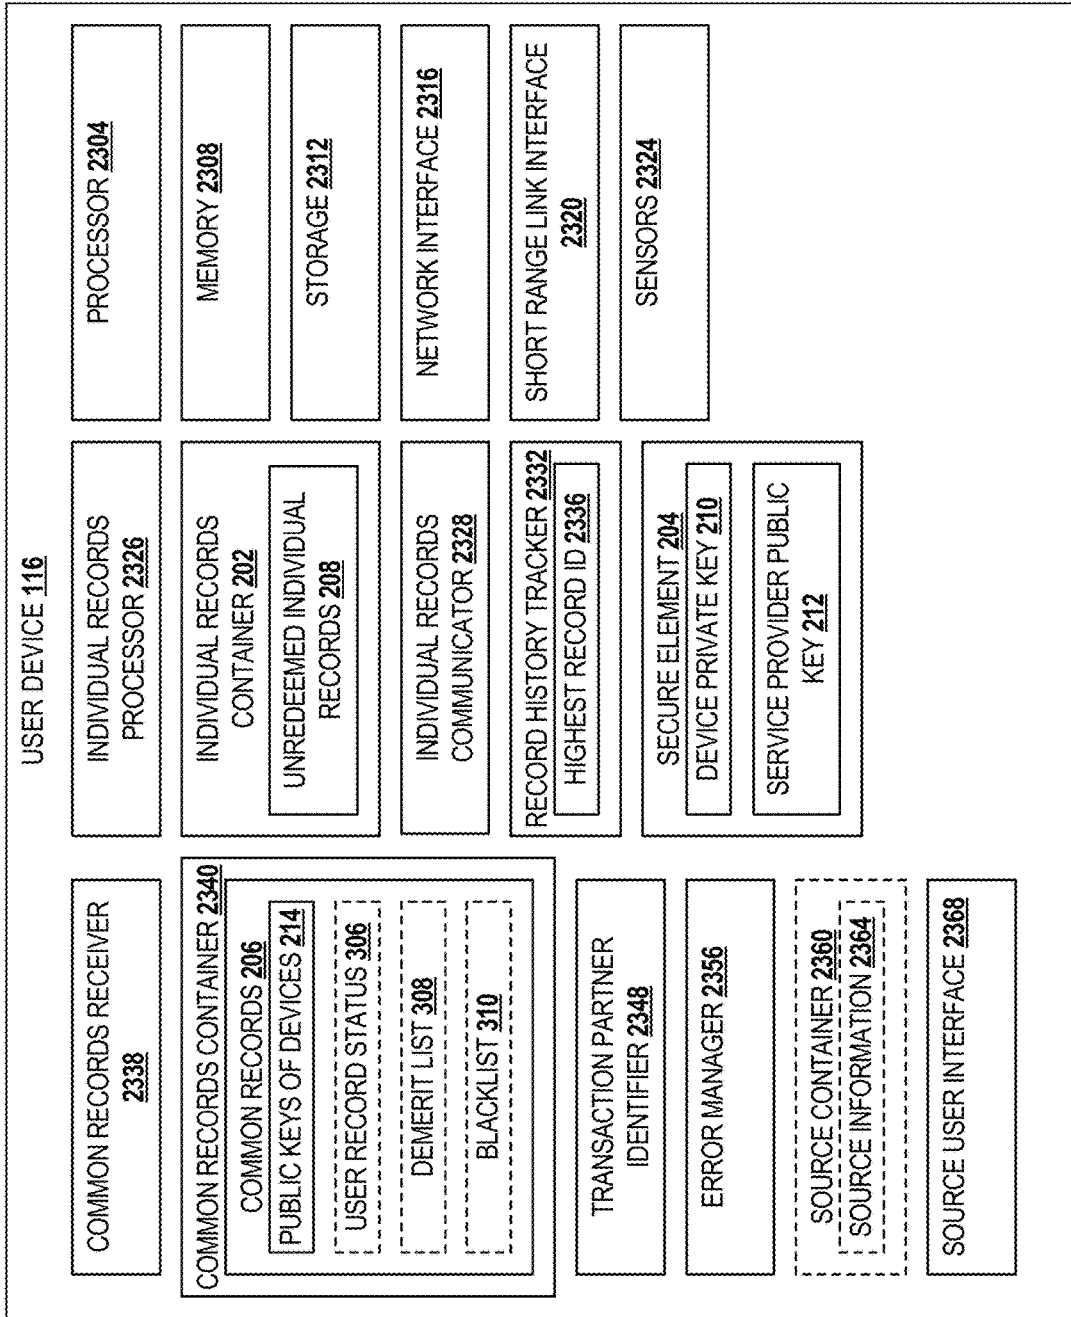 USER DEVICE 116
COMMON RECORDS RECEIVER
2338
COMMON RECORDS CONTAINER 2340
COMMON RECORDS 206
PUBLIC KEYS OF DEVICES 214
USER RECORD STATUS 306
DEMERIT LIST 308
BLACKLIST 310
TRANSACTION PARTNER
IDENTIFIER 2348
ERROR MANAGER 2356
SOURCE CONTAINER 2360
SOURCE INFORMATION 2364
SOURCE USER INTERFACE 2368
INDIVIDUAL RECORDS
PROCESSOR 2326
INDIVIDUAL RECORDS
CONTAINER 202
UNREDEEMED INDIVIDUAL
RECORDS 208
INDIVIDUAL RECORDS
COMMUNICATOR 2328
RECORD HISTORY TRACKER 2332
HIGHEST RECORD ID 2336
SECURE ELEMENT 204
DEVICE PRIVATE KEY 210
SERVICE PROVIDER PUBLIC
KEY 212
PROCESSOR 2304
MEMORY 2308
STORAGE 2312
NETWORK INTERFACE 2316
SHORT RANGE LINK INTERFACE
2320
SENSORS 2324